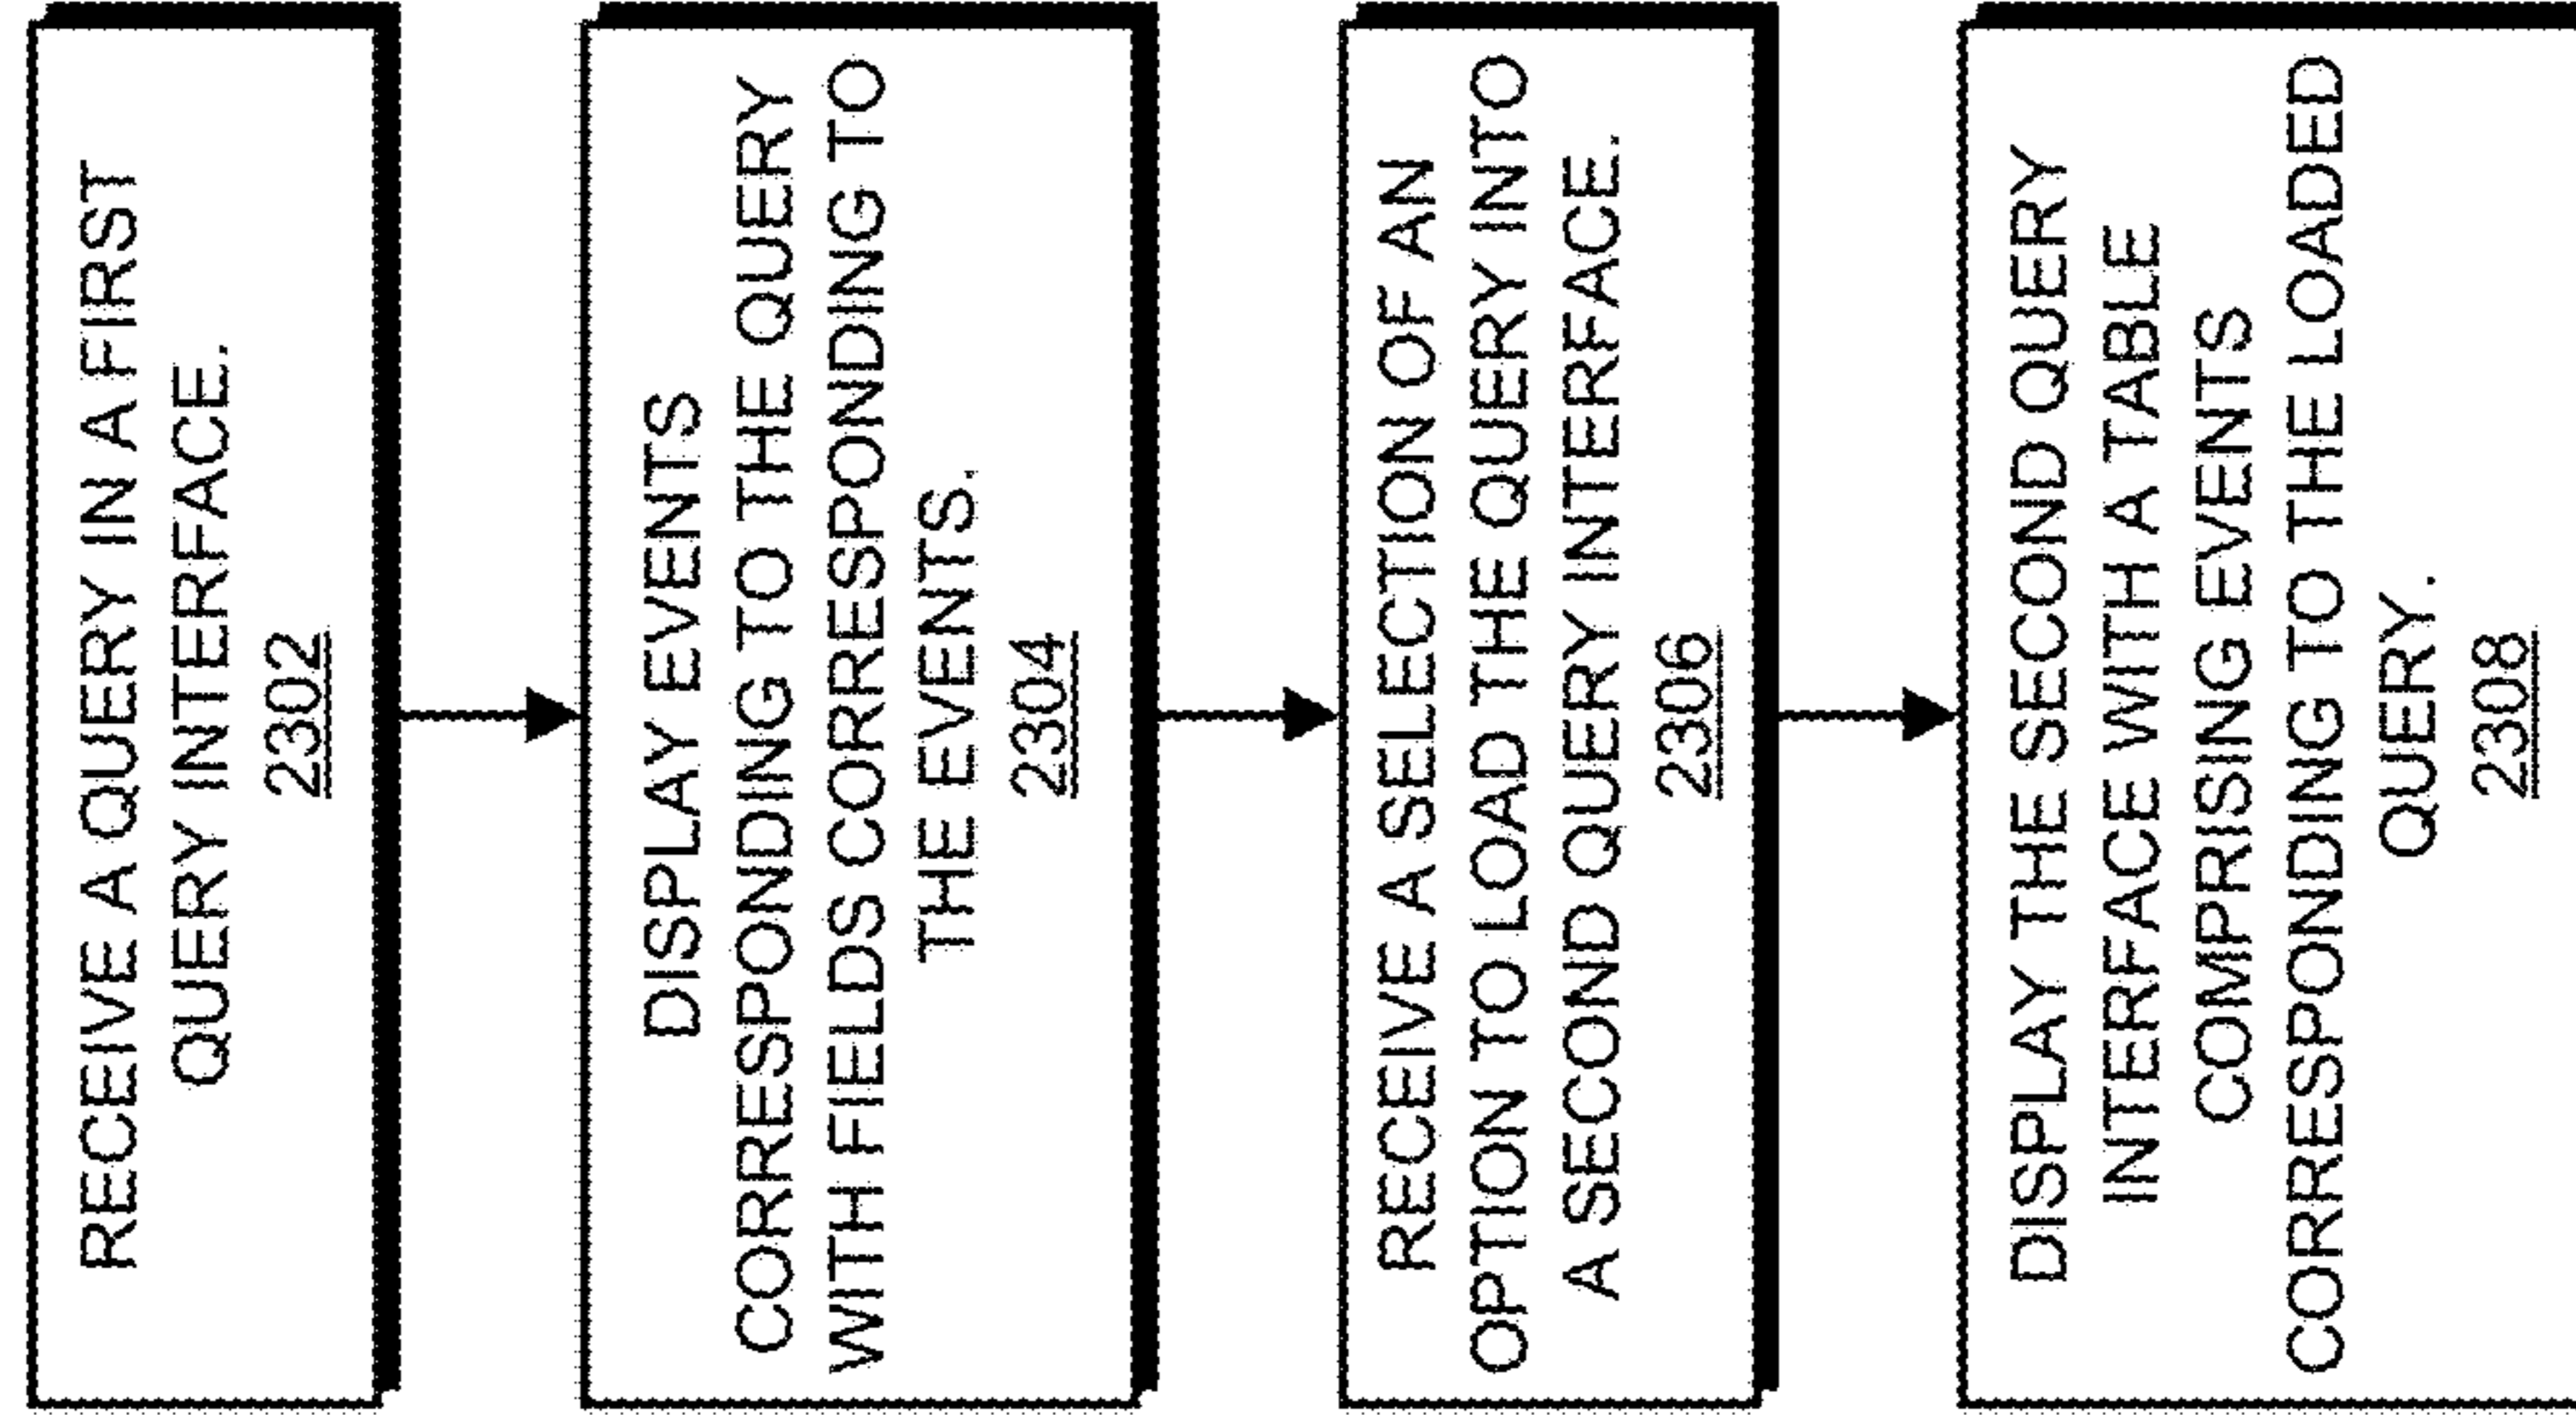 RECEIVE A QUERY IN A FIRST
QUERY INTERFACE.
2302
DISPLAY EVENTS
CORRESPONDING TO THE QUERY
WITH FIELDS CORRESPONDING TO
THE EVENTS.
2304
RECEIVE A SELECTION OF AN
OPTION TO LOAD THE QUERY INTO
A SECOND QUERY INTERFACE.
2306
DISPLAY THE SECOND QUERY
INTERFACE WITH A TABLE
COMPRISING EVENTS
CORRESPONDING TO THE LOADED
QUERY.
2308